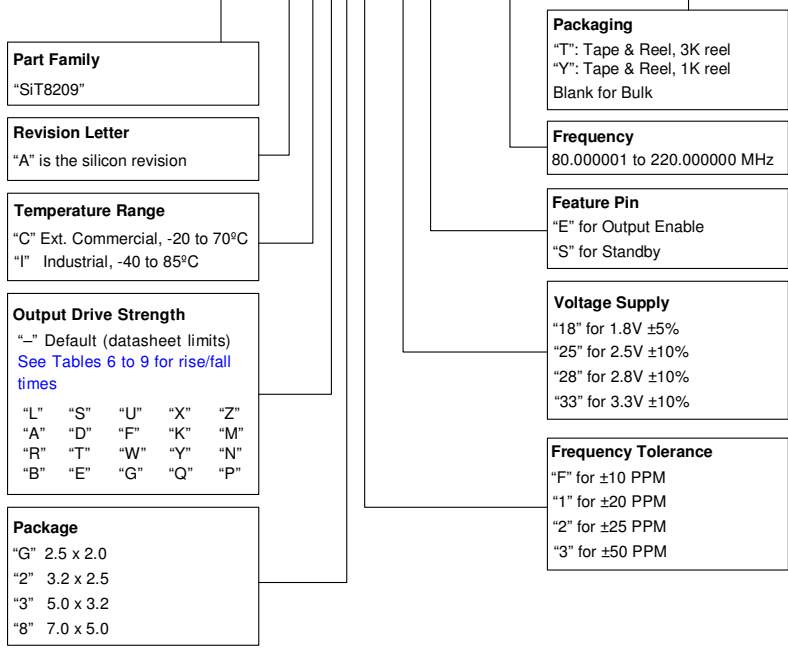 Part Family
“SiT8209”
Revision Letter
“A” is the silicon revision
Temperature Range
“C” Ext. Commercial, -20 to 70ºC
“I” Industrial, -40 to 85ºC
Output Drive Strength
“–” Default (datasheet limits)
See Tables 6 to 9 for rise/fall
times
“L” “S” “U” “X” “Z”
“A” “D” “F” “K” “M”
“R” “T” “W” “Y” “N”
“B” “E” “G” “Q” “P”
Package
“G” 2.5 x 2.0
“2” 3.2 x 2.5
“3” 5.0 x 3.2
“8” 7.0 x 5.0
Packaging
“T”: Tape & Reel, 3K reel
“Y”: Tape & Reel, 1K reel
Blank for Bulk
Frequency
80.000001 to 220.000000 MHz
Feature Pin
“E” for Output Enable
“S” for Standby
Voltage Supply
“18” for 1.8V ±5%
“25” for 2.5V ±10%
“28” for 2.8V ±10%
“33” for 3.3V ±10%
Frequency Tolerance
“F” for ±10 PPM
“1” for ±20 PPM
“2” for ±25 PPM
“3” for ±50 PPM